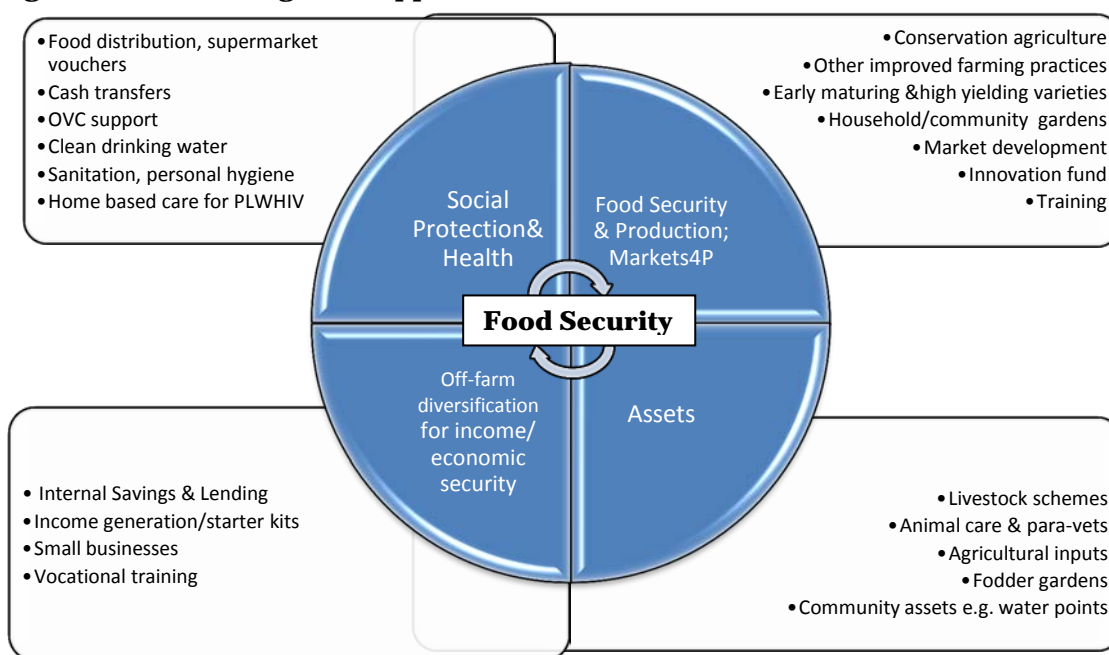 •Food distribution, supermarket
vouchers
•Cash transfers
•OVC support
•Clean drinking water
•Sanitation, personal hygiene
•Home based care for PLWHIV
•Conservation agriculture
•Other improved farming practices
•Early maturing &high yielding varieties
•Household/community gardens
•Market development
•Innovation fund
•Training
Social
Protection&
Health
Food Security
& Production;
Markets4P
Food Security
Off-farm
diversification
for income/
economic
security
Assets
• Internal Savings & Lending
•Income generation/starter kits
•Small businesses
•Vocational training
•Livestock schemes
•Animal care & para-vets
•Agricultural inputs
•Fodder gardens
•Community assets e.g. water points